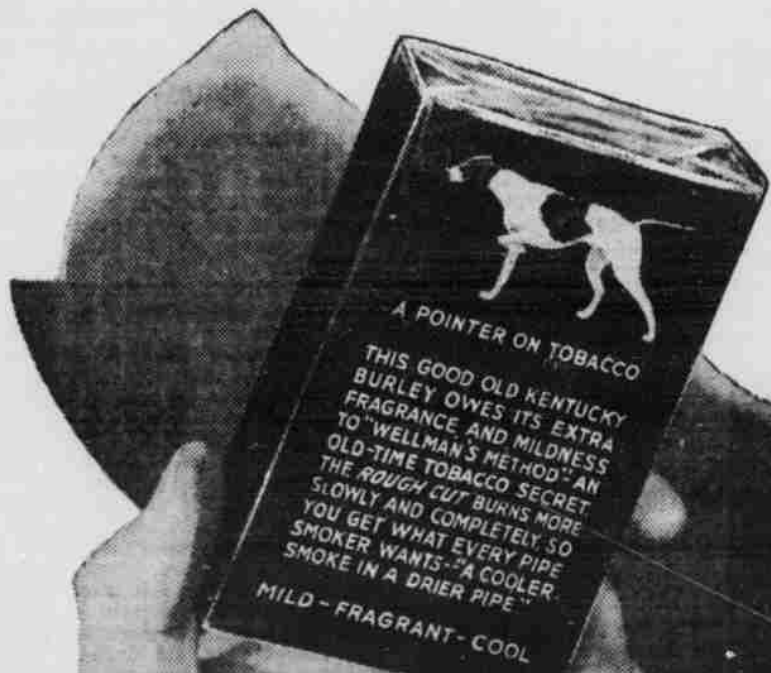 A POINTER ON TOBACCO
THIS GOOD OLD KENTUCKY
BURLEY OWES ITS EXTRA
FRAGRANCE AND MILDNESS
TO "WELLMAN'S METHOD" AN
OLD-TIME TOBACCO SECRET.
THE ROUGH CUT BURNS MORE
SLOWLY AND COMPLETELY, SO
YOU GET WHAT EVERY PIPE
SMOKER WANTS--"A COOLER
SMOKE IN A DRIER PIPE"
MILD-FRAGRANT-COOL